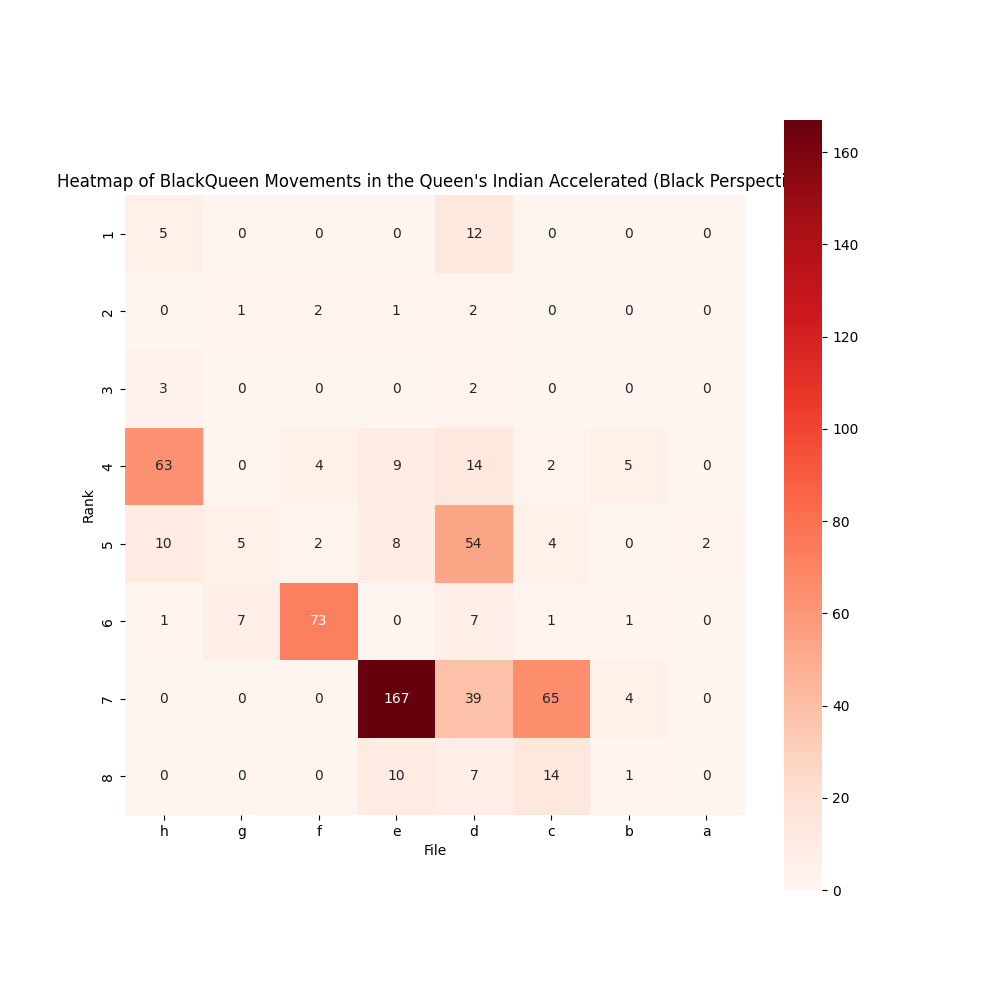 Heatmap of BlackQueen Movements in the Queen's Indian Accelerated (Black Perspecti
160
140
120
100
80
60
40
20
0
Rank
1 5 0 0 0 12 0 0 0
2 0 1 2 1 2 0 0 0
3 3 0 0 0 2 0 0 0
4 63 0 4 9 14 2 5 0
5 10 5 2 8 54 4 0 2
6 1 7 73 0 7 1 1 0
7 0 0 0 167 39 65 4 0
8 0 0 0 10 7 14 1 0
h g f e d c b a
File